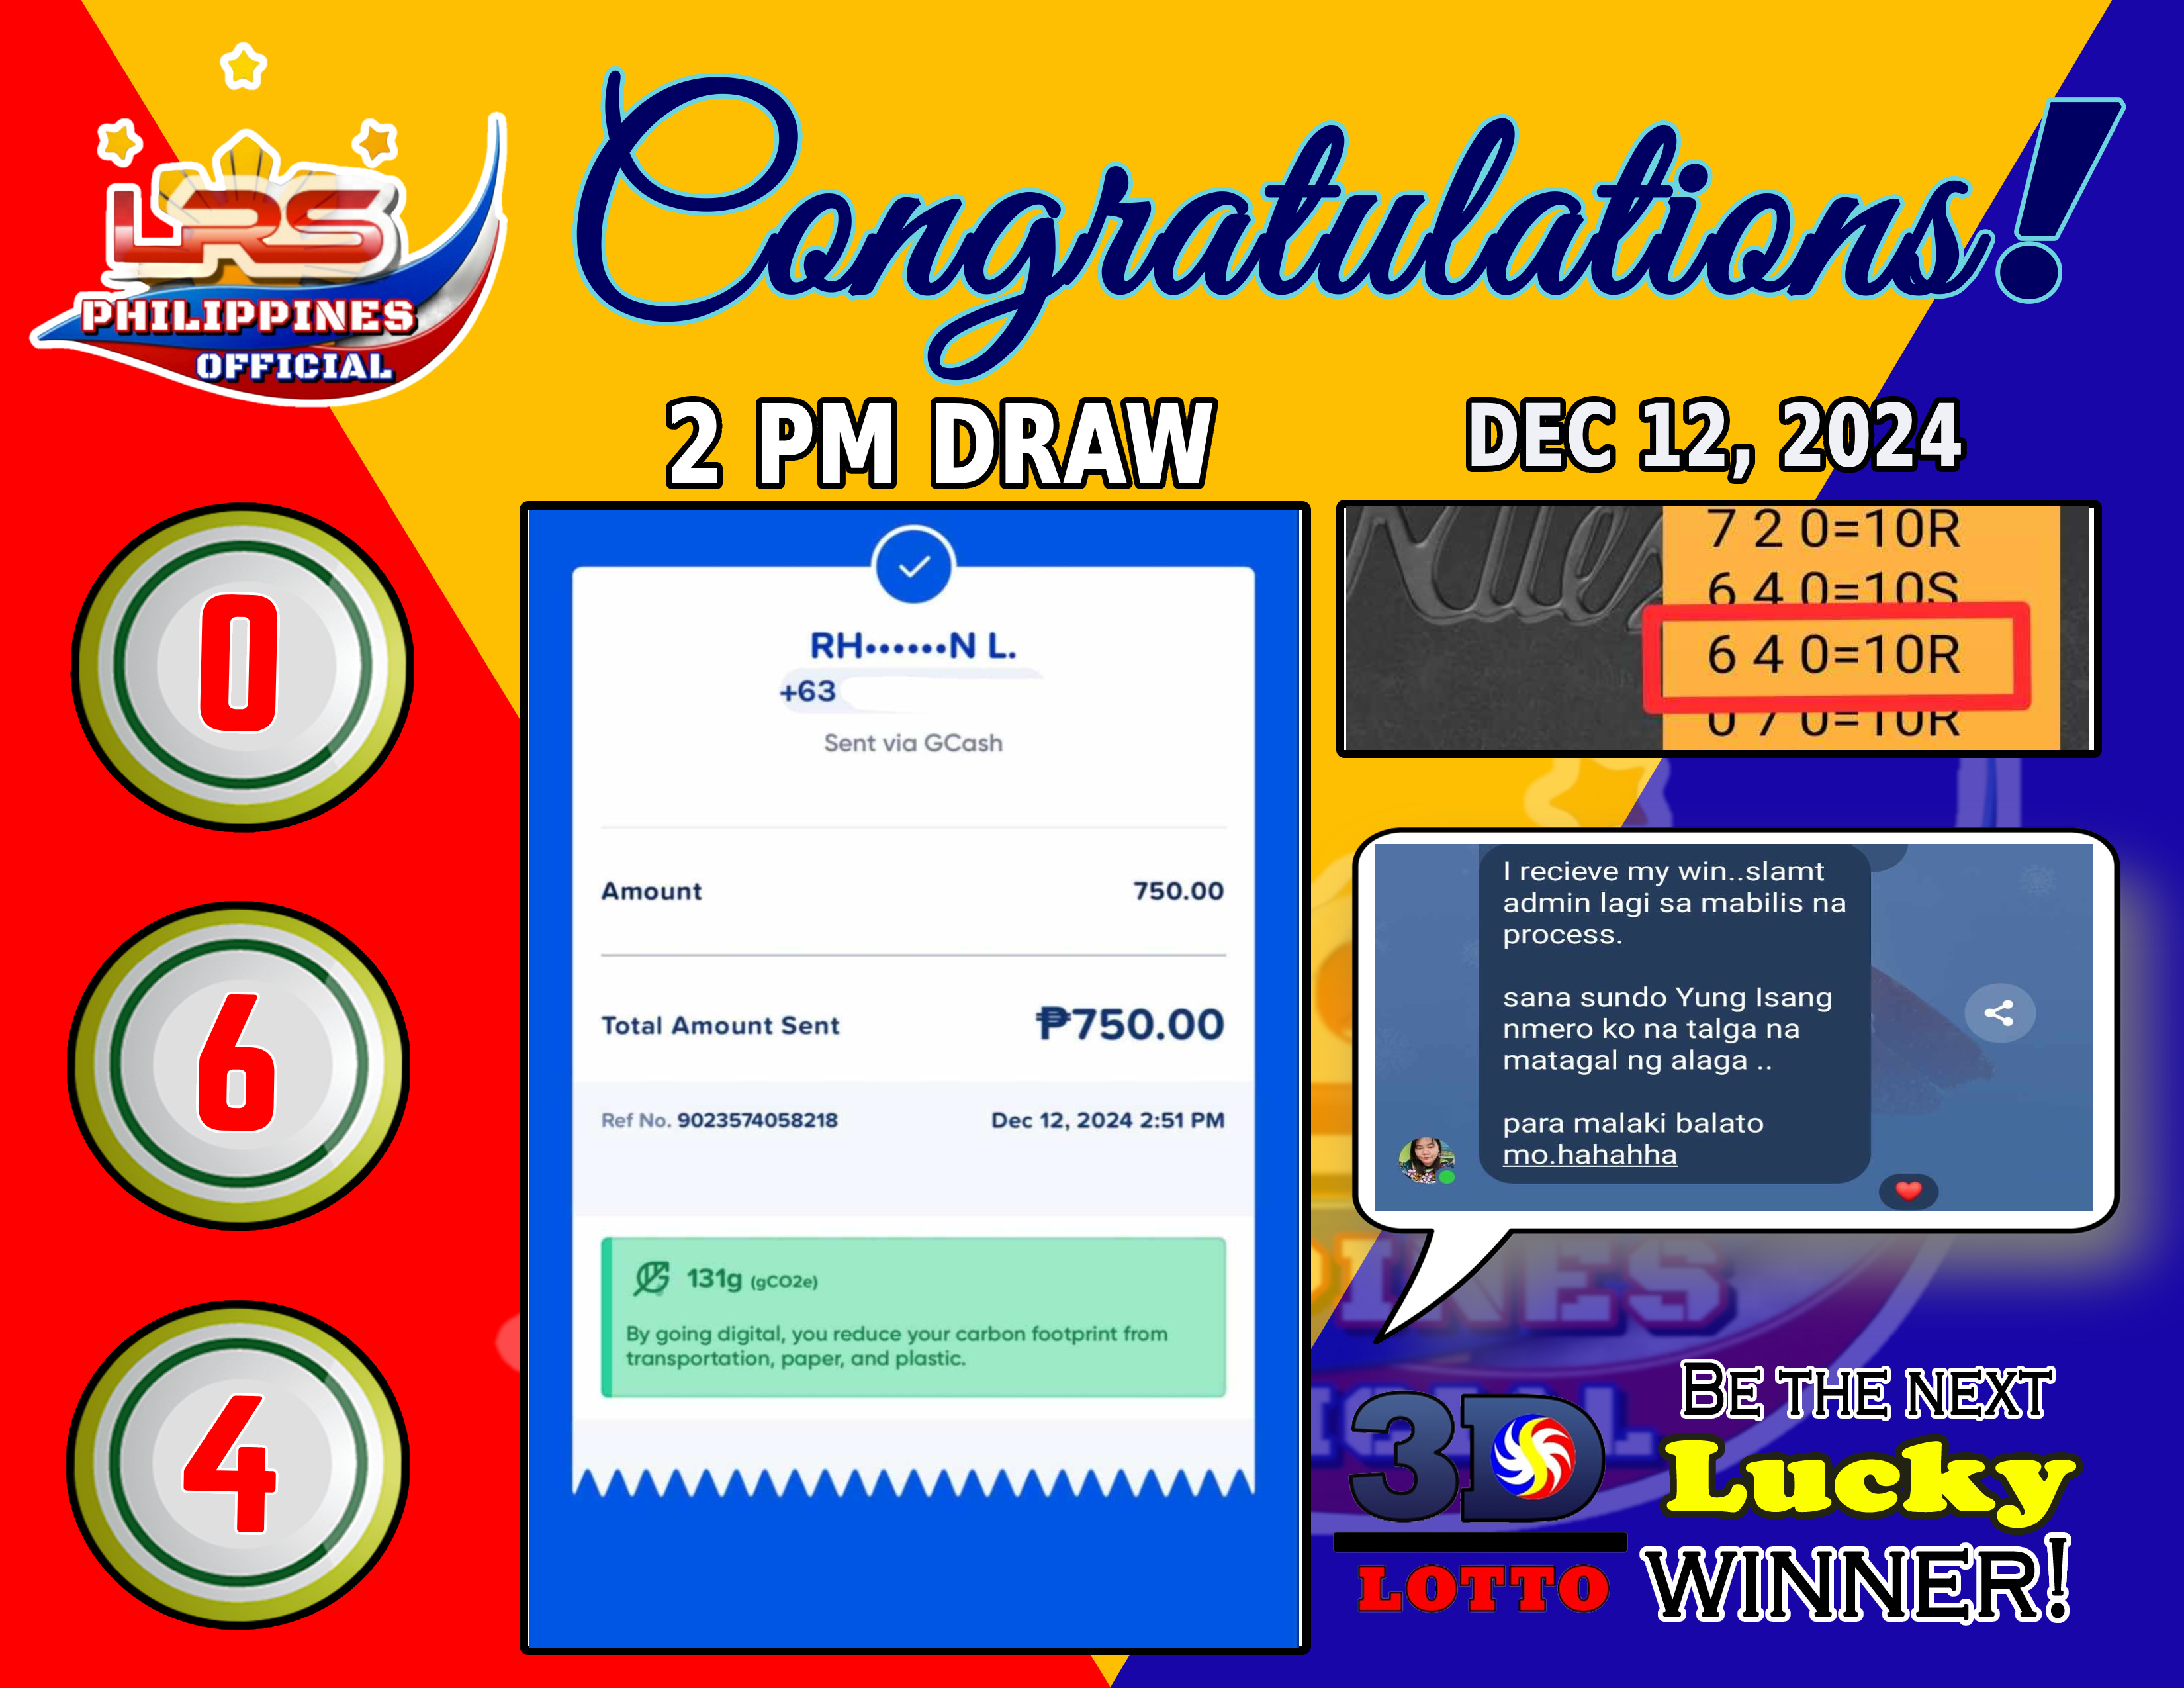 LRS
PHILIPPINES
OFFICIAL
Congratulations!
2 PM DRAW
DEC 12, 2024
0
6
4
RH••••••N L.
+63
Sent via GCash
Amount 750.00
Total Amount Sent ₱750.00
Ref No. 9023574058218 Dec 12, 2024 2:51 PM
131g (gCO2e)
By going digital, you reduce your carbon footprint from
transportation, paper, and plastic.
7 2 0=10R
6 4 0=10S
6 4 0=10R
0 7 0=10R
I recieve my win..slamt
admin lagi sa mabilis na
process.
sana sundo Yung Isang
nmero ko na talga na
matagal ng alaga ..
para malaki balato
mo.hahahha
3D
LOTTO
BE THE NEXT
Lucky
WINNER!